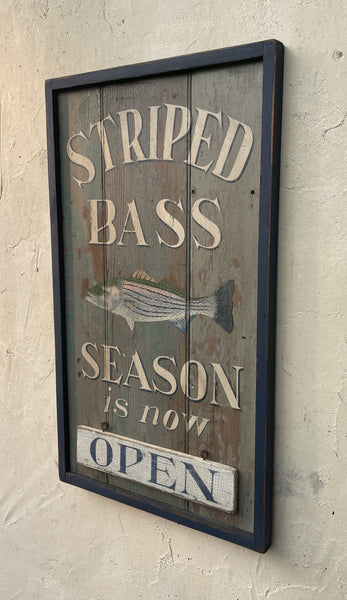 STRIPED
BASS
SEASON
is now
OPEN